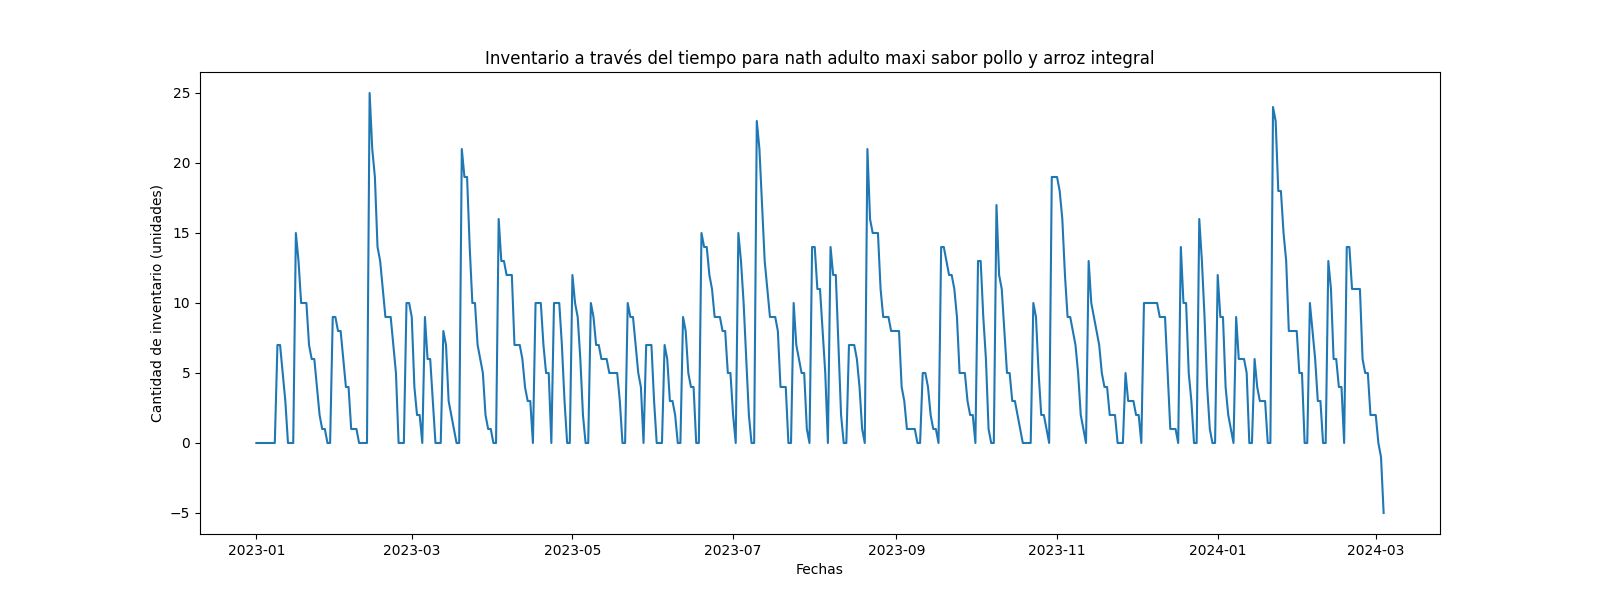 Inventario a través del tiempo para nath adulto maxi sabor pollo y arroz integral
Cantidad de inventario (unidades)
25
20
15
10
5
0
−5
2023-01 2023-03 2023-05 2023-07 2023-09 2023-11 2024-01 2024-03
Fechas